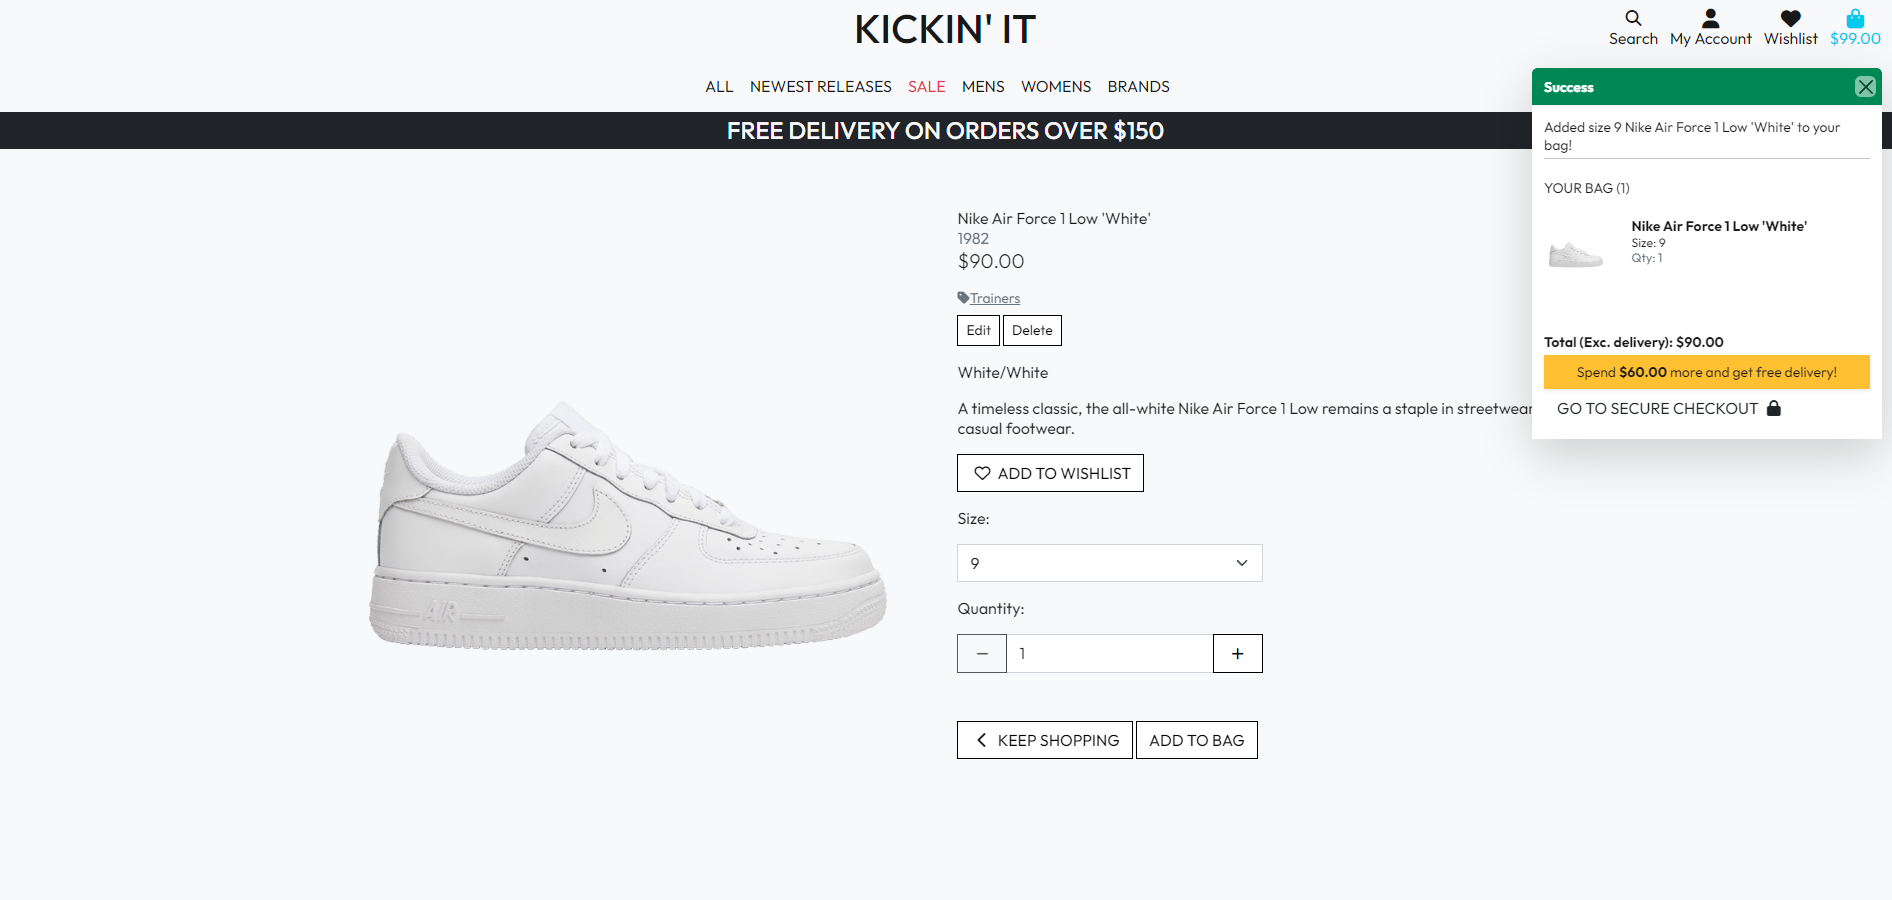 KICKIN' IT
Search
My Account
Wishlist
$99.00
ALL
NEWEST RELEASES
SALE
MENS
WOMENS
BRANDS
FREE DELIVERY ON ORDERS OVER $150
Success
Added size 9 Nike Air Force 1 Low 'White' to your
bag!
YOUR BAG (1)
Nike Air Force 1 Low 'White'
Size: 9
Qty: 1
Total (Exc. delivery): $90.00
Spend $60.00 more and get free delivery!
GO TO SECURE CHECKOUT
Nike Air Force 1 Low 'White'
1982
$90.00
Trainers
Edit
Delete
White/White
A timeless classic, the all-white Nike Air Force 1 Low remains a staple in streetwear
casual footwear.
ADD TO WISHLIST
Size:
9
Quantity:
1
KEEP SHOPPING
ADD TO BAG
AIR